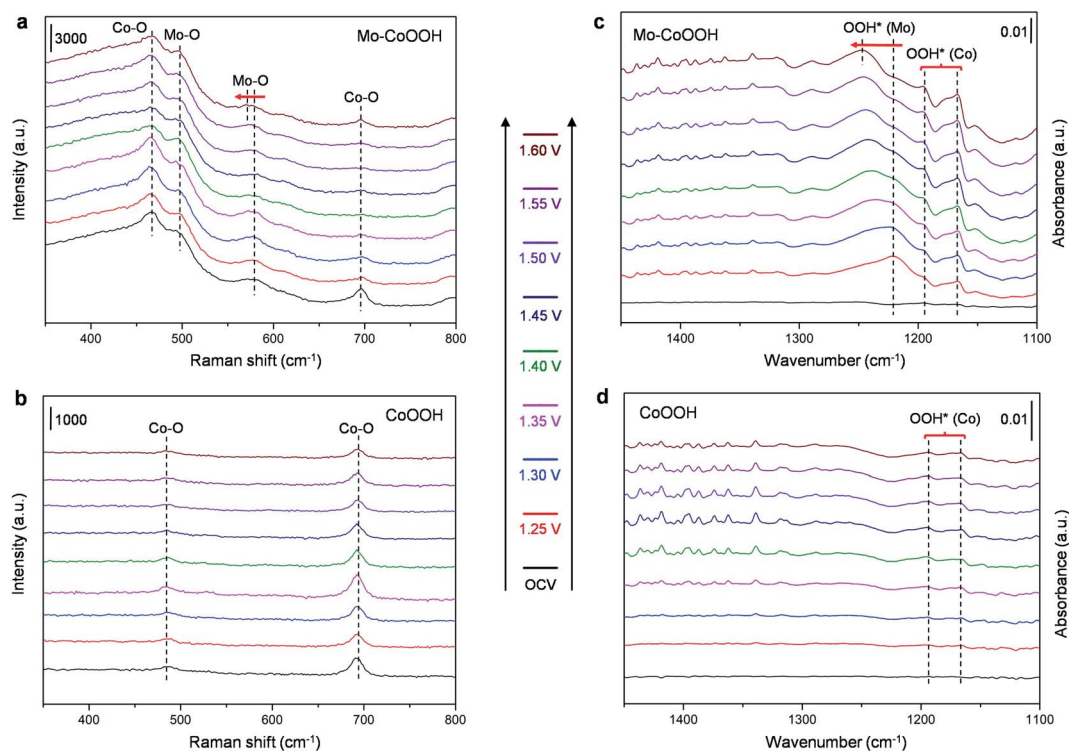 a
3000
Mo-CoOOH
Co-O
Mo-O
Mo-O
Co-O
Intensity (a.u.)
400 500 600 700 800
Raman shift (cm⁻¹)
b
1000
CoOOH
Co-O
Co-O
Intensity (a.u.)
400 500 600 700 800
Raman shift (cm⁻¹)
1.60 V
1.55 V
1.50 V
1.45 V
1.40 V
1.35 V
1.30 V
1.25 V
OCV
c
Mo-CoOOH
OOH* (Mo)
0.01
OOH* (Co)
Absorbance (a.u.)
1400 1300 1200 1100
Wavenumber (cm⁻¹)
d
CoOOH
OOH* (Co)
0.01
Absorbance (a.u.)
1400 1300 1200 1100
Wavenumber (cm⁻¹)